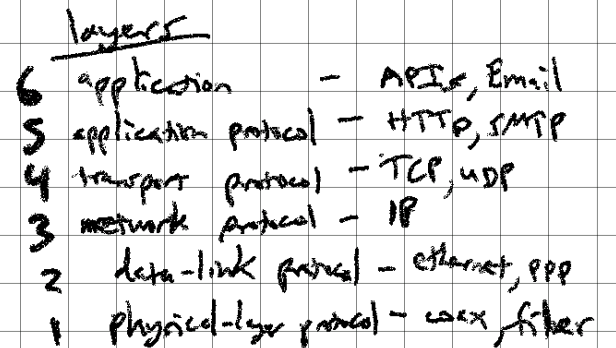 layers
6 application - APIs, Email
5 application protocol - HTTP, SMTP
4 transport protocol - TCP, UDP
3 network protocol - IP
2 data-link protocol - ethernet, PPP
1 physical-layer protocol - coax, fiber